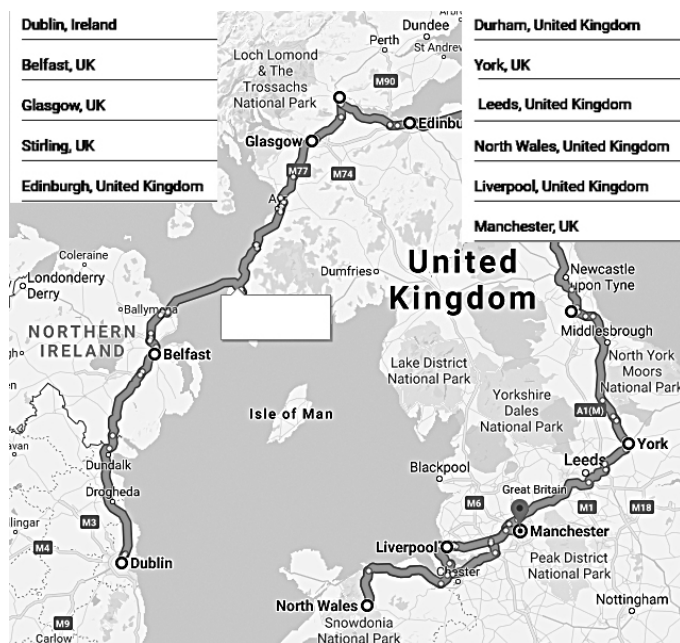 Dublin, Ireland
Belfast, UK
Glasgow, UK
Stirling, UK
Edinburgh, United Kingdom
Durham, United Kingdom
York, UK
Leeds, United Kingdom
North Wales, United Kingdom
Liverpool, United Kingdom
Manchester, UK
Dundee
Perth
St Andrew
Loch Lomond
& The
Trossachs
National Park
M90
Edinbu
Glasgow
M77
M74
Coleraine
Londonderry
Derry
Ballymena
NORTHERN
IRELAND
Belfast
Dumfries
United
Kingdom
Newcastle
upon Tyne
Middlesbrough
North York
Moors
National Park
Lake District
National Park
Yorkshire
Dales
National Park
A1(M)
Isle of Man
York
Leeds
Blackpool
Great Britain
M6
M1
M18
Dundalk
Drogheda
M3
M4
Dublin
Manchester
Liverpool
Peak District
National Park
Chester
North Wales
Snowdonia
National Park
Nottingham
M9
Carlow